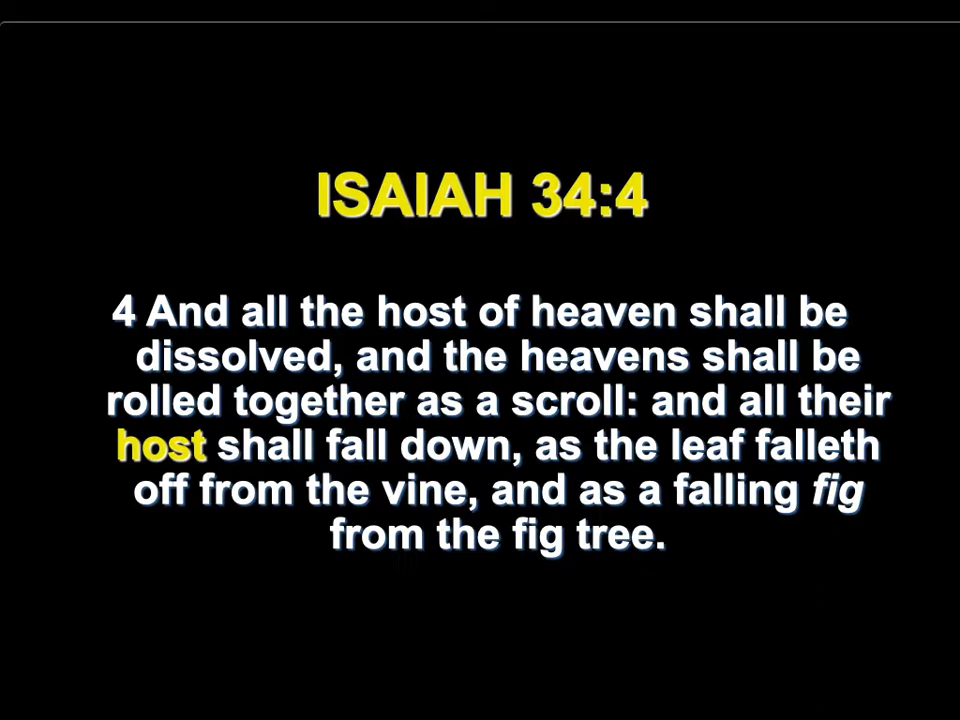 ISAIAH 34:4
4 And all the host of heaven shall be
dissolved, and the heavens shall be
rolled together as a scroll: and all their
host shall fall down, as the leaf falleth
off from the vine, and as a falling fig
from the fig tree.